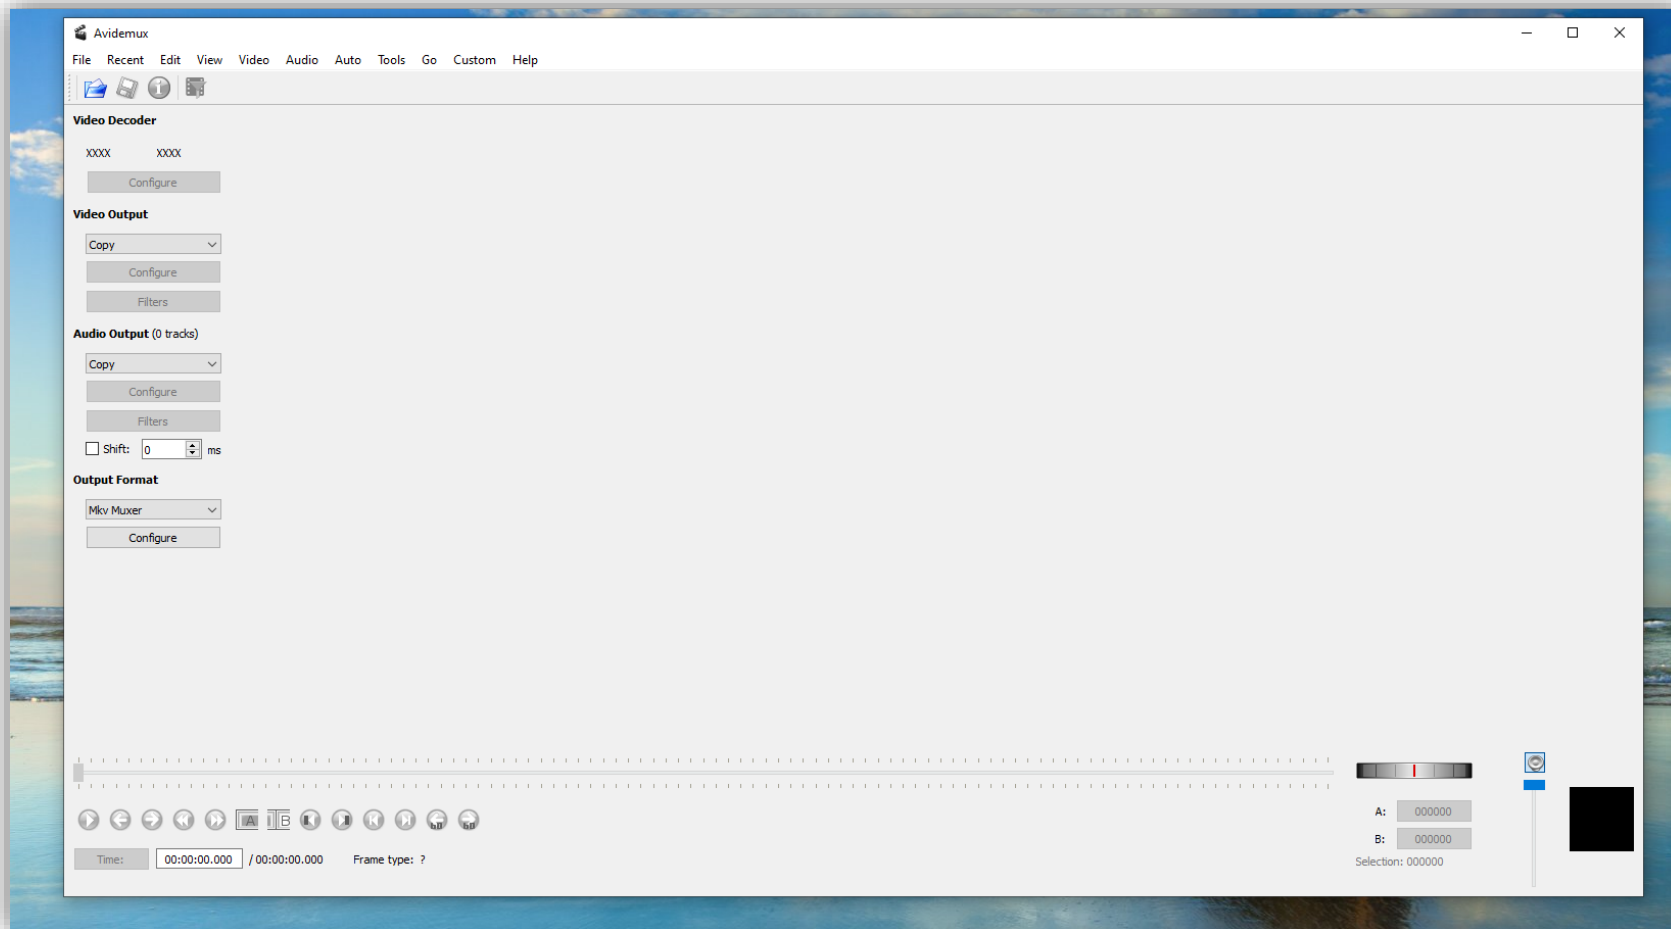 Avidemux
File Recent Edit View Video Audio Auto Tools Go Custom Help
Video Decoder
XXXX XXXX
Configure
Video Output
Copy
Configure
Filters
Audio Output (0 tracks)
Copy
Configure
Filters
Shift: 0 ms
Output Format
Mkv Muxer
Configure
A B 60 60
A: 000000
B: 000000
Time: 00:00:00.000 / 00:00:00.000 Frame type: ?
Selection: 000000